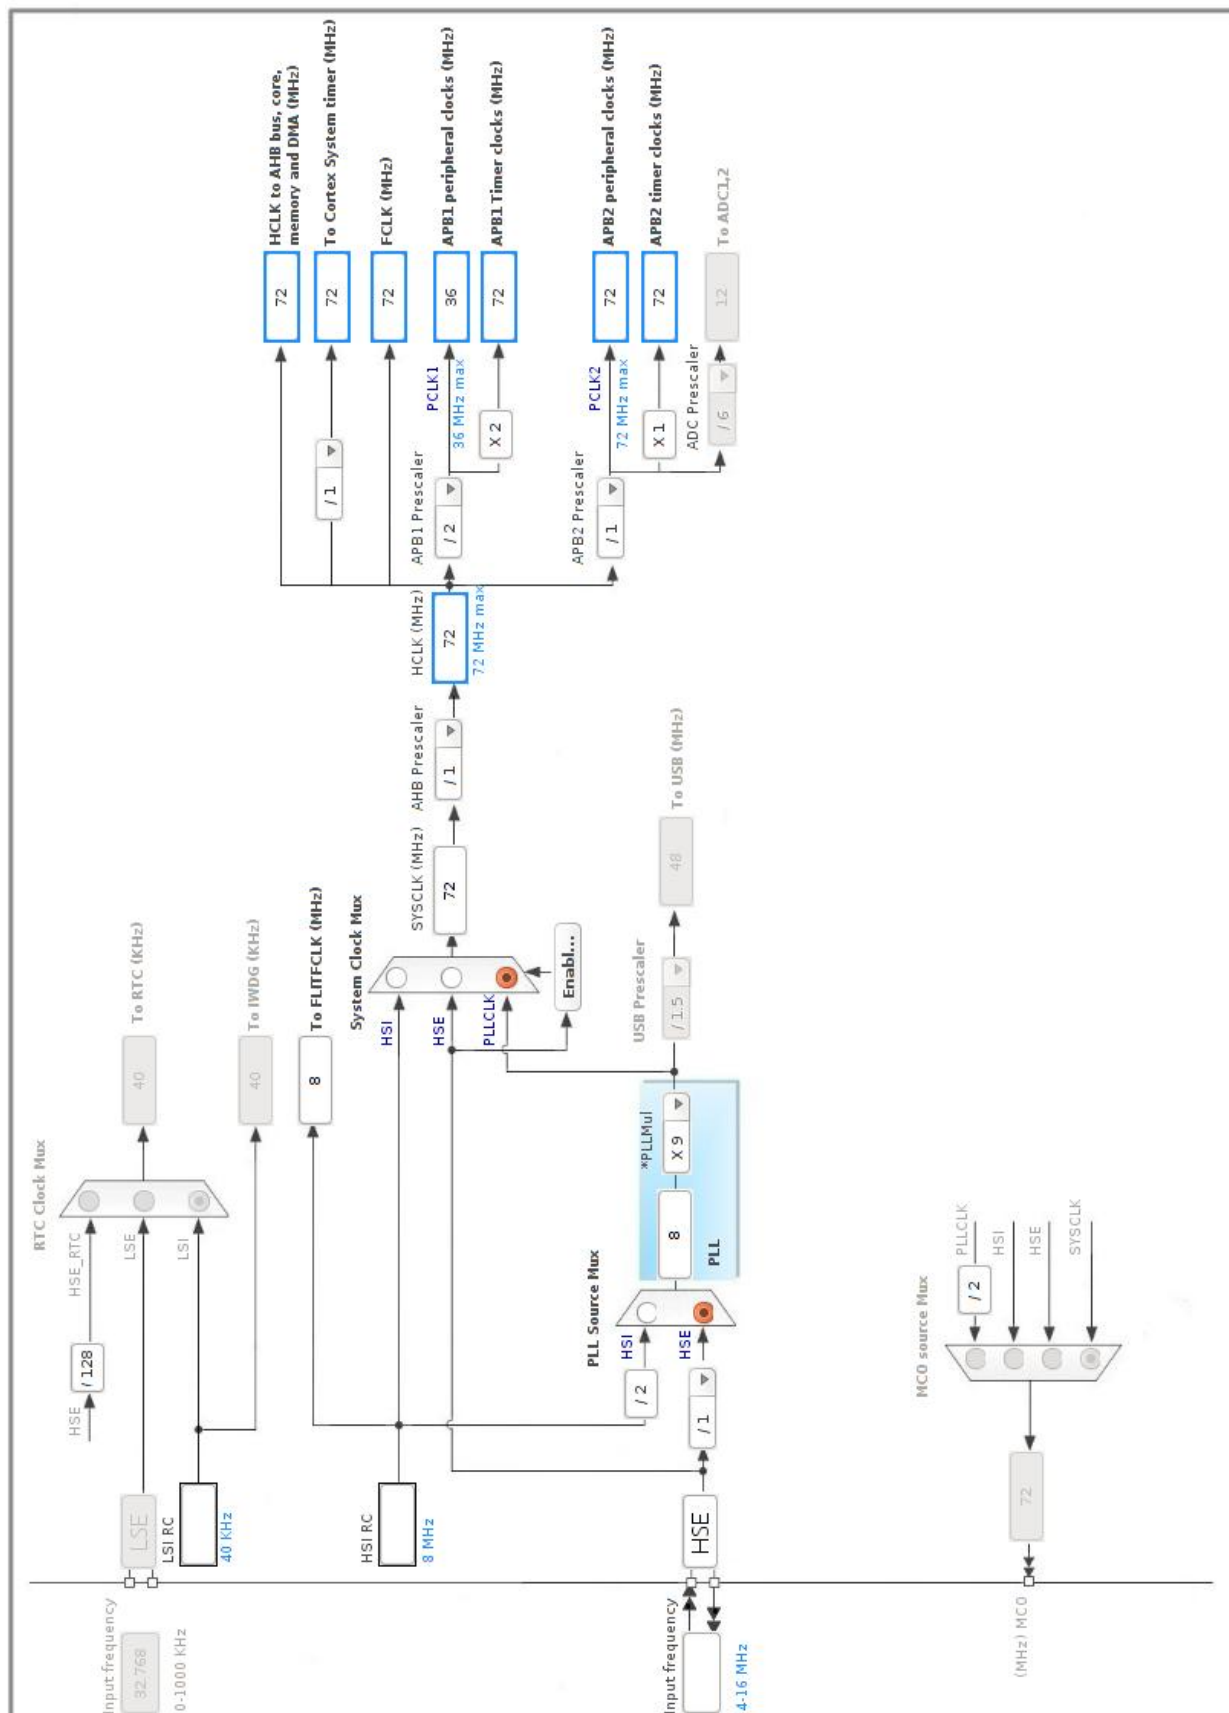 Input frequency
32.768
0-1000 KHz
LSE
LSI RC
40 KHz
HSE
/ 128
HSE_RTC
LSE
LSI
RTC Clock Mux
40
To RTC (KHz)
40
To IWDG (KHz)
HSI RC
8 MHz
8
To FLITFCLK (MHz)
System Clock Mux
HSI
HSE
PLLCLK
Enabl...
SYSCLK (MHz)
72
AHB Prescaler
/ 1
HCLK (MHz)
72
72 MHz max
72
HCLK to AHB bus, core,
memory and DMA (MHz)
/ 1
72
To Cortex System timer (MHz)
72
FCLK (MHz)
APB1 Prescaler
/ 2
PCLK1
36 MHz max
36
APB1 peripheral clocks (MHz)
X 2
72
APB1 Timer clocks (MHz)
APB2 Prescaler
/ 1
PCLK2
72 MHz max
72
APB2 peripheral clocks (MHz)
X 1
72
APB2 timer clocks (MHz)
ADC Prescaler
/ 6
12
To ADC1,2
Input frequency
4-16 MHz
HSE
/ 1
/ 2
PLL Source Mux
HSI
HSE
8
PLL
*PLLMul
X 9
USB Prescaler
/ 1.5
48
To USB (MHz)
(MHz) MCO
72
MCO source Mux
/ 2
PLLCLK
HSI
HSE
SYSCLK